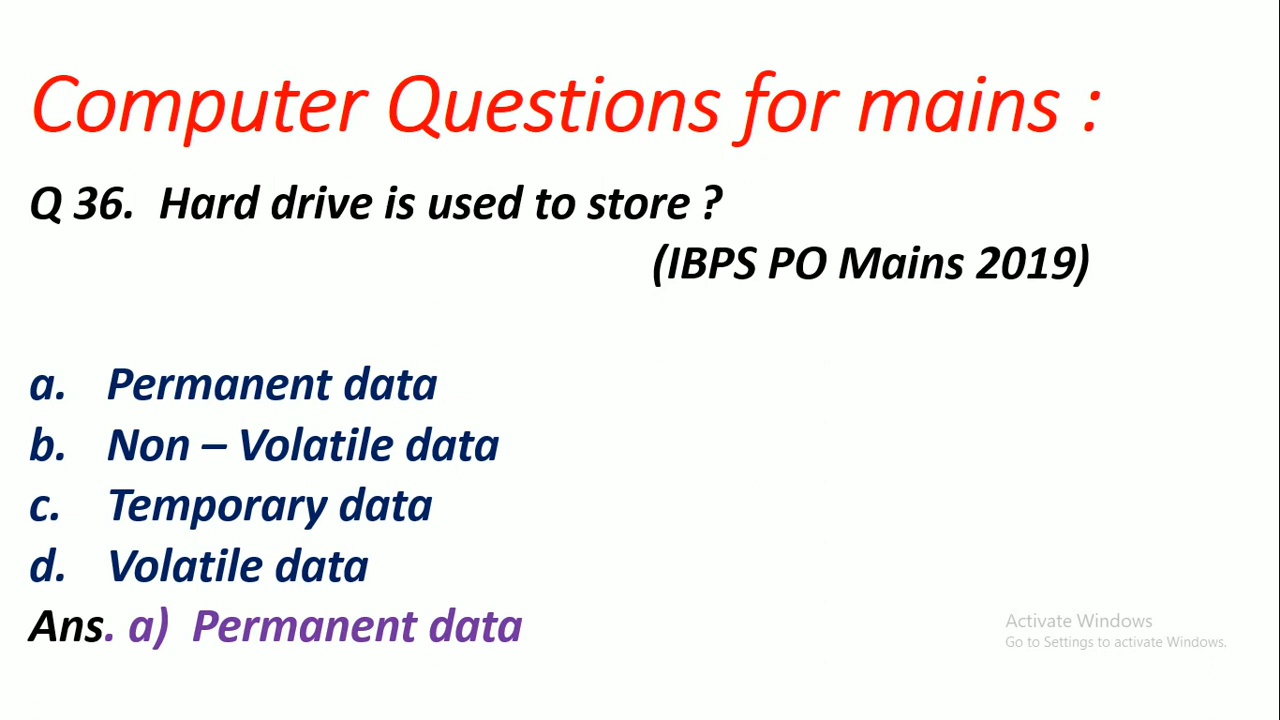 Computer Questions for mains :
Q 36. Hard drive is used to store ?
(IBPS PO Mains 2019)
a. Permanent data
b. Non – Volatile data
c. Temporary data
d. Volatile data
Ans. a) Permanent data
Activate Windows
Go to Settings to activate Windows.